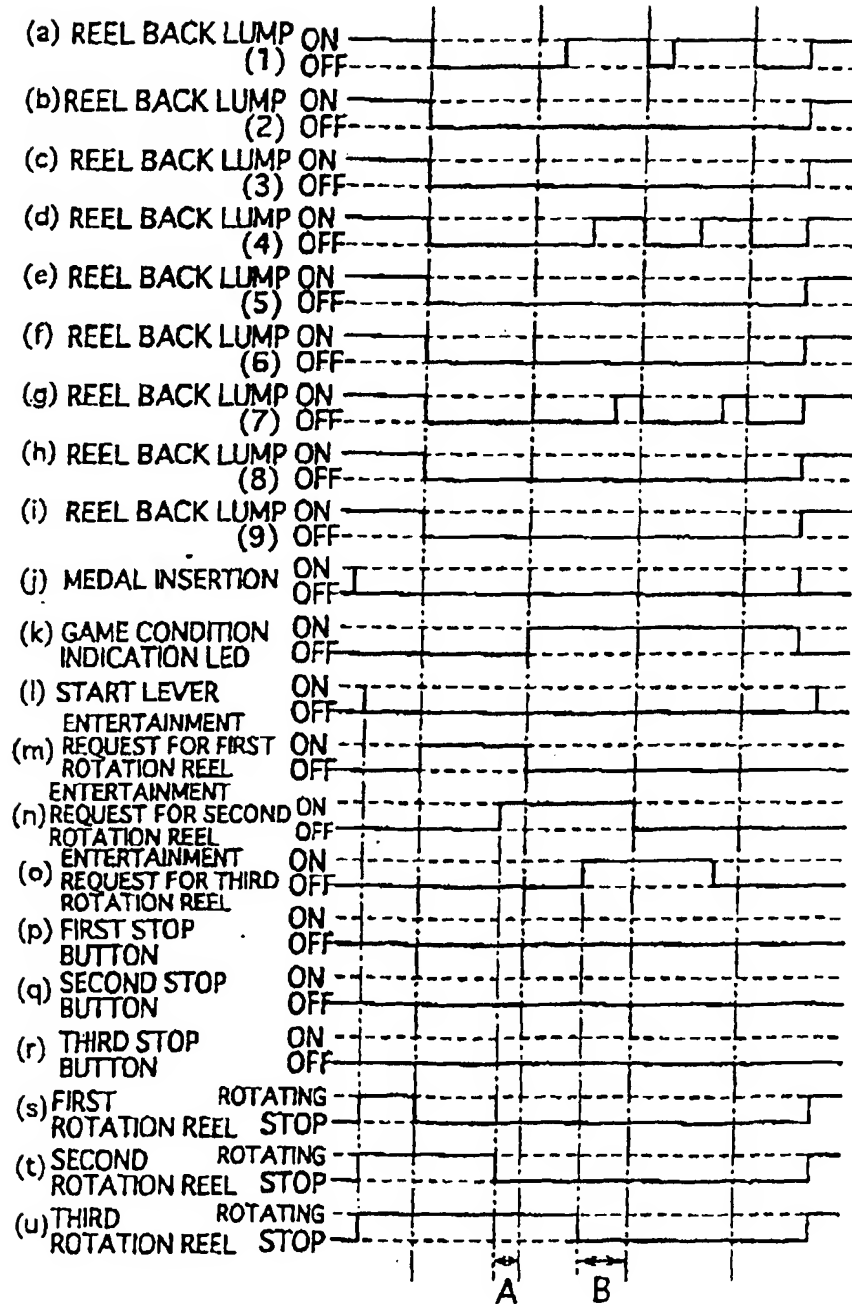 (a) REEL BACK LUMP ON
(1) OFF
(b) REEL BACK LUMP ON
(2) OFF
(c) REEL BACK LUMP ON
(3) OFF
(d) REEL BACK LUMP ON
(4) OFF
(e) REEL BACK LUMP ON
(5) OFF
(f) REEL BACK LUMP ON
(6) OFF
(g) REEL BACK LUMP ON
(7) OFF
(h) REEL BACK LUMP ON
(8) OFF
(i) REEL BACK LUMP ON
(9) OFF
(j) MEDAL INSERTION ON
OFF
(k) GAME CONDITION ON
INDICATION LED OFF
(l) START LEVER ON
OFF
ENTERTAINMENT
(m) REQUEST FOR FIRST ON
ROTATION REEL OFF
ENTERTAINMENT
(n) REQUEST FOR SECOND ON
ROTATION REEL OFF
ENTERTAINMENT ON
(o) REQUEST FOR THIRD OFF
ROTATION REEL
(p) FIRST STOP ON
BUTTON OFF
(q) SECOND STOP ON
BUTTON OFF
(r) THIRD STOP ON
BUTTON OFF
(s) FIRST ROTATING
ROTATION REEL STOP
(t) SECOND ROTATING
ROTATION REEL STOP
(u) THIRD ROTATING
ROTATION REEL STOP
A B